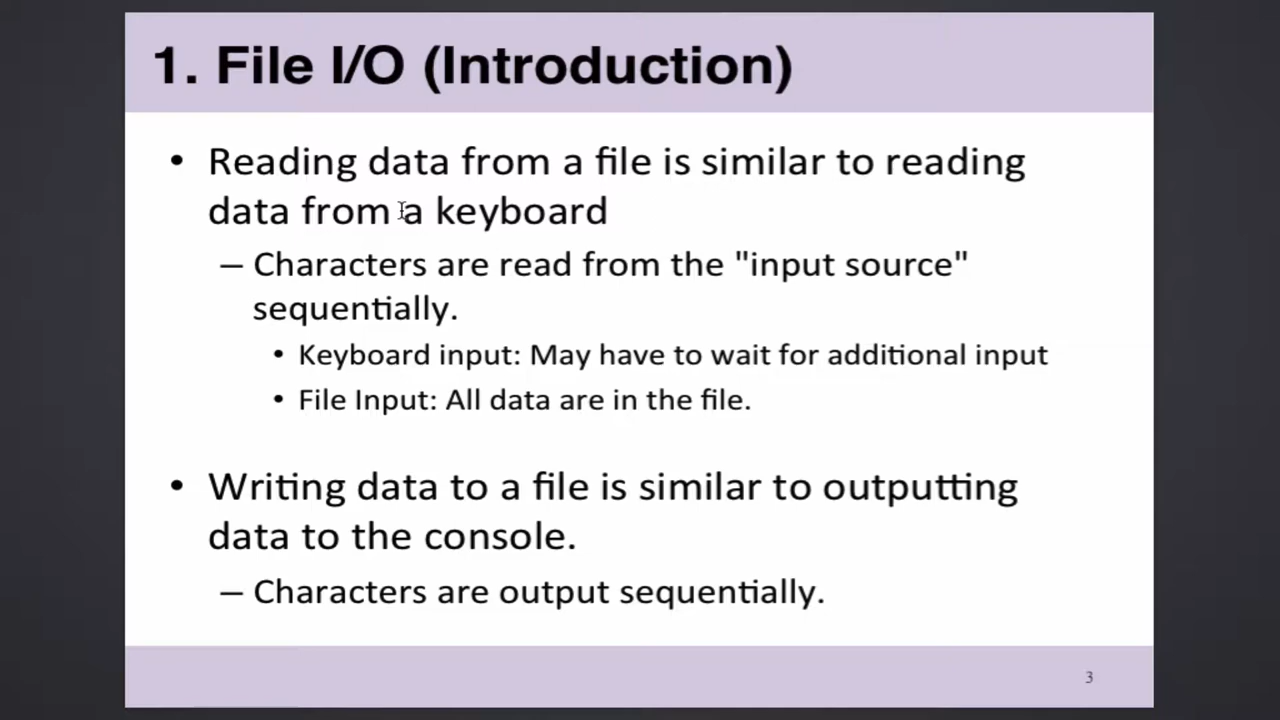 1. File I/O (Introduction)
• Reading data from a file is similar to reading
data from a keyboard
– Characters are read from the "input source"
sequentially.
• Keyboard input: May have to wait for additional input
• File Input: All data are in the file.
• Writing data to a file is similar to outputting
data to the console.
– Characters are output sequentially.
3